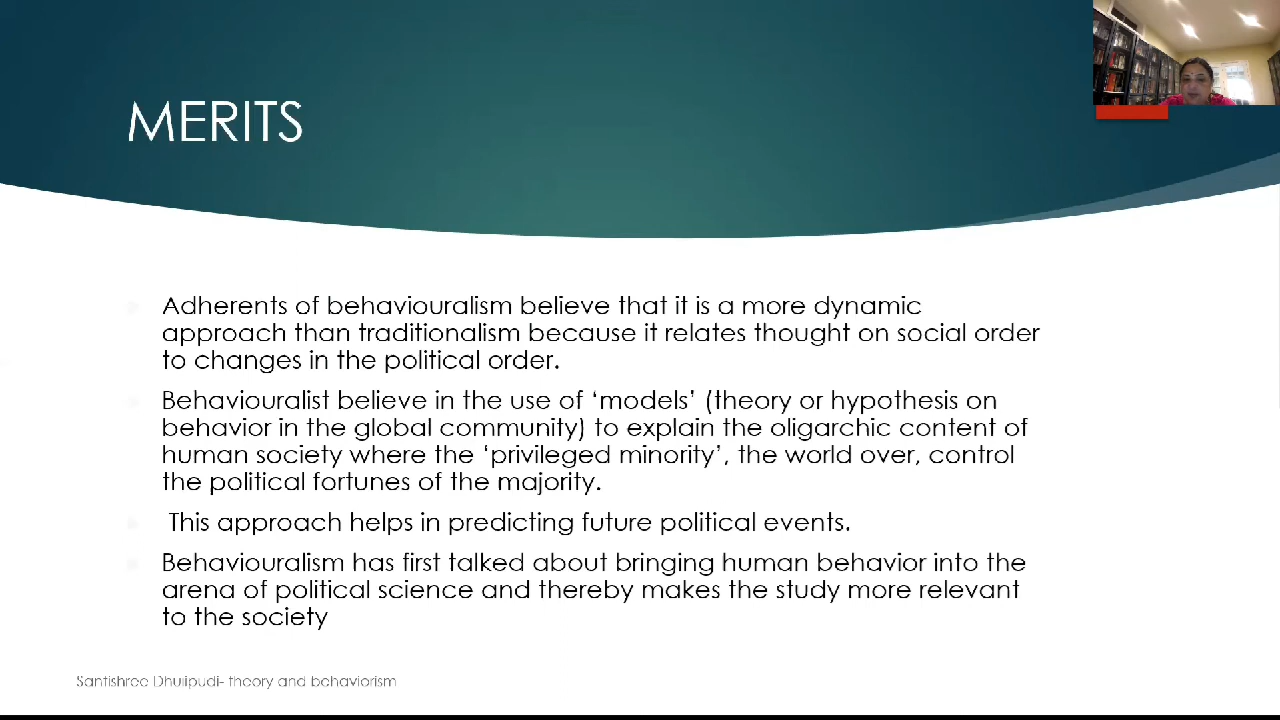 MERITS
Adherents of behaviouralism believe that it is a more dynamic
approach than traditionalism because it relates thought on social order
to changes in the political order.
Behaviouralist believe in the use of ‘models’ (theory or hypothesis on
behavior in the global community) to explain the oligarchic content of
human society where the ‘privileged minority’, the world over, control
the political fortunes of the majority.
This approach helps in predicting future political events.
Behaviouralism has first talked about bringing human behavior into the
arena of political science and thereby makes the study more relevant
to the society
Santishree Dhulipudi- theory and behaviorism